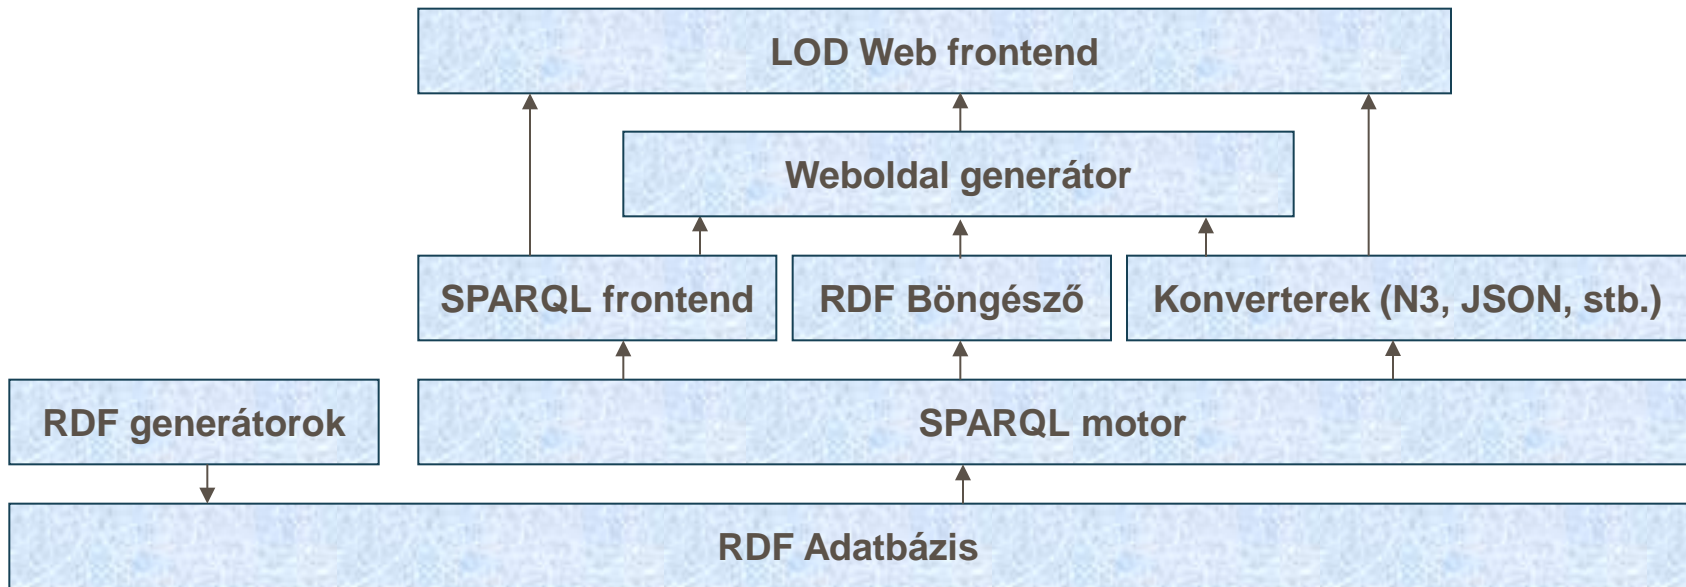 LOD Web frontend
Weboldal generátor
SPARQL frontend
RDF Böngésző
Konverterek (N3, JSON, stb.)
RDF generátorok
SPARQL motor
RDF Adatbázis